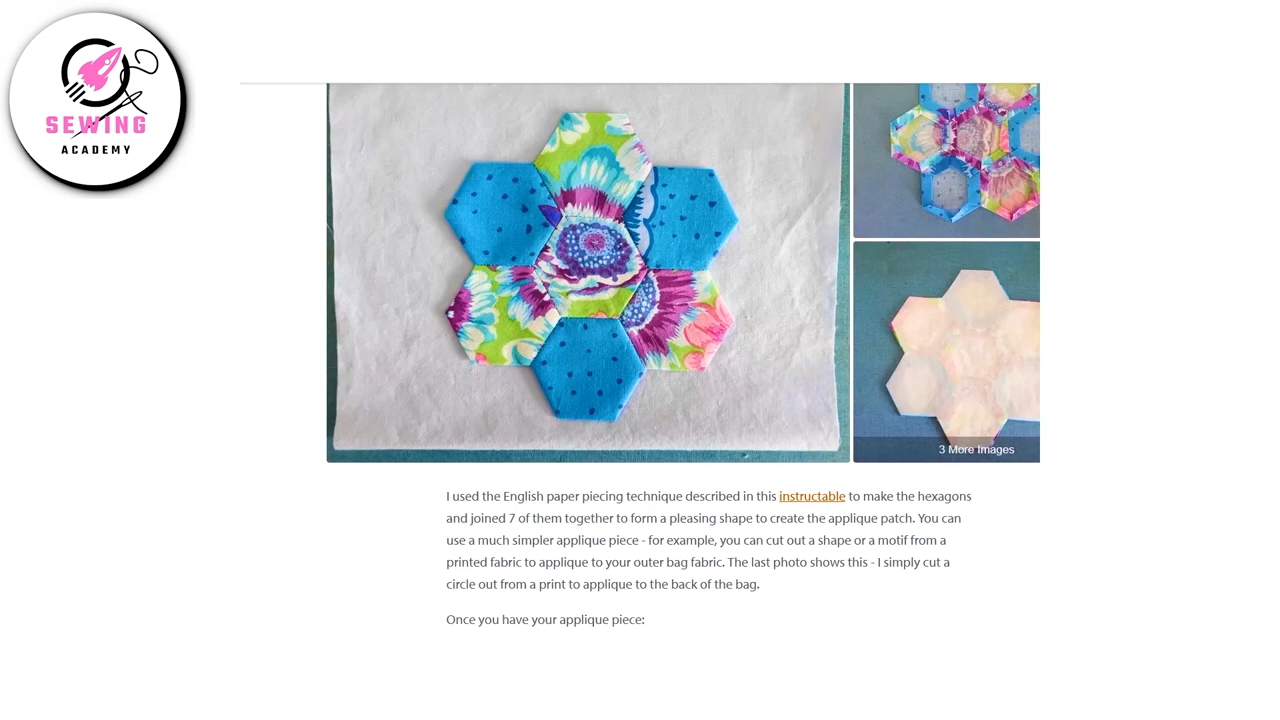 SEWING
ACADEMY
3 More Images
I used the English paper piecing technique described in this instructable to make the hexagons
and joined 7 of them together to form a pleasing shape to create the applique patch. You can
use a much simpler applique piece - for example, you can cut out a shape or a motif from a
printed fabric to applique to your outer bag fabric. The last photo shows this - I simply cut a
circle out from a print to applique to the back of the bag.
Once you have your applique piece: